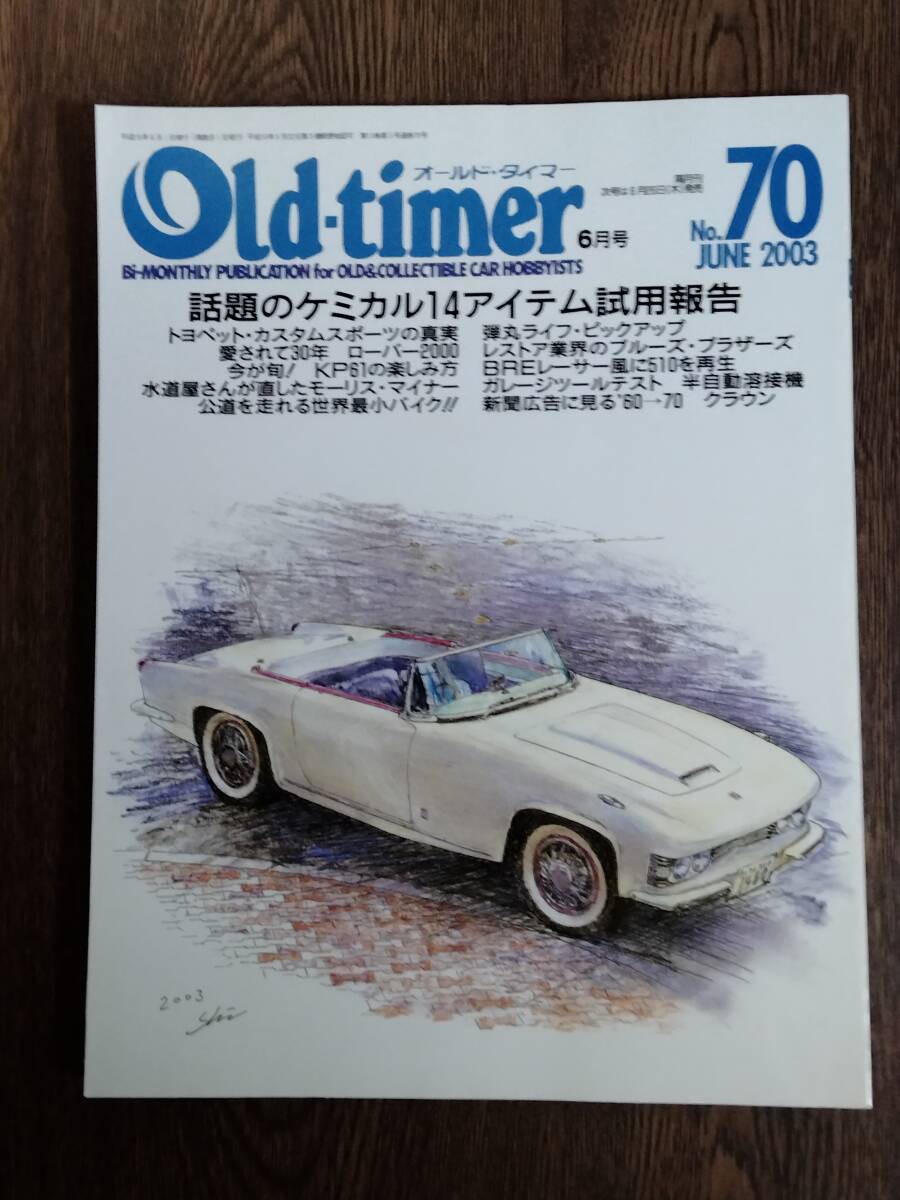 オールド・タイマー
Old-timer
6月号
隔月刊
No.70
JUNE 2003
Bi-MONTHLY PUBLICATION for OLD&COLLECTIBLE CAR HOBBYISTS
話題のケミカル14アイテム試用報告
トヨペット・カスタムスポーツの真実
愛されて30年 ローバー2000
今が旬! KP61の楽しみ方
水道屋さんが直したモーリス・マイナー
公道を走れる世界最小バイク!!
弾丸ライフ・ピックアップ
レストア業界のブルーズ・ブラザーズ
BREレーサー風に510を再生
ガレージツールテスト 半自動溶接機
新聞広告に見る'60→70 クラウン
2003